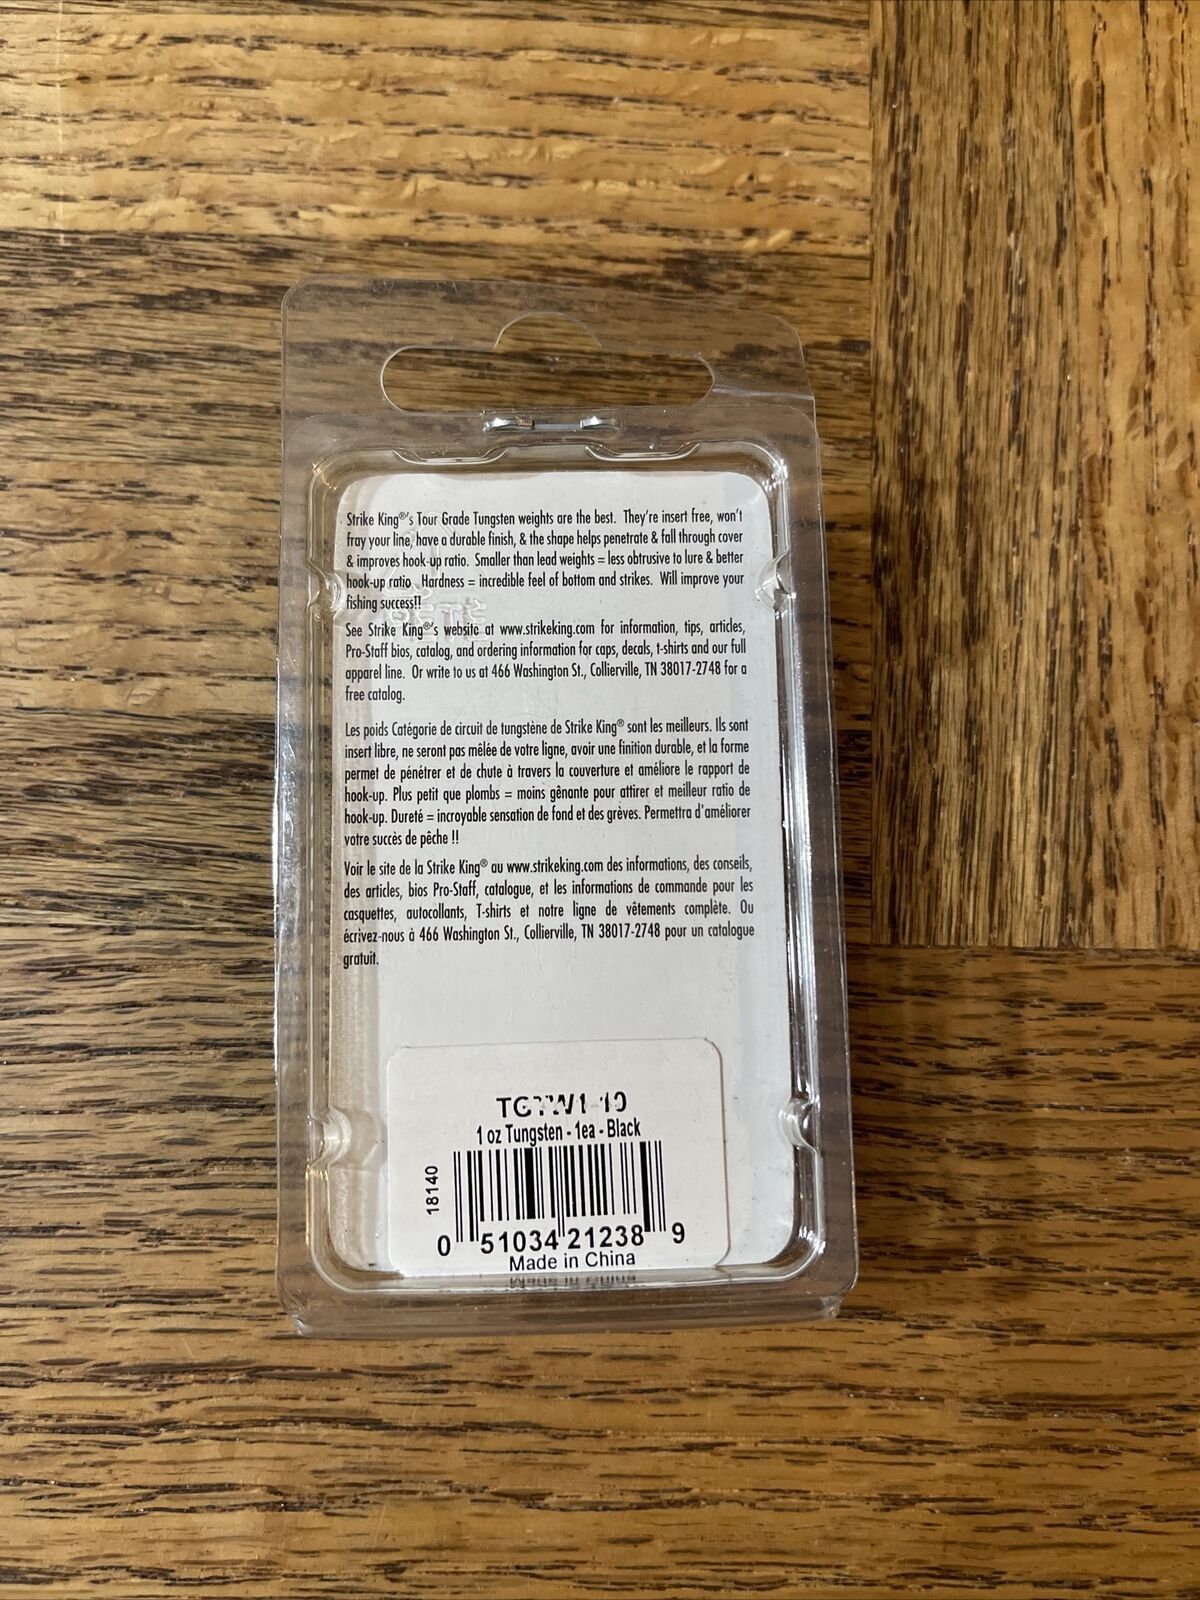 Strike King®'s Tour Grade Tungsten weights are the best. They're insert free, won't
fray your line, have a durable finish, & the shape helps penetrate & fall through cover
& improves hook-up ratio. Smaller than lead weights = less obtrusive to lure & better
hook-up ratio Hardness = incredible feel of bottom and strikes. Will improve your
fishing success!!
See Strike King®'s website at www.strikeking.com for information, tips, articles,
Pro-Staff bios, catalog, and ordering information for caps, decals, t-shirts and our full
apparel line. Or write to us at 466 Washington St., Collierville, TN 38017-2748 for a
free catalog.
Les poids Catégorie de circuit de tungstène de Strike King® sont les meilleurs. Ils sont
insert libre, ne seront pas mêlée de votre ligne, avoir une finition durable, et la forme
permet de pénétrer et de chute à travers la couverture et améliore le rapport de
hook-up. Plus petit que plombs = moins gênante pour attirer et meilleur ratio de
hook-up. Dureté = incroyable sensation de fond et des grèves. Permettra d'améliorer
votre succès de pêche !!
Voir le site de la Strike King® au www.strikeking.com des informations, des conseils,
des articles, bios Pro-Staff, catalogue, et les informations de commande pour les
casquettes, autocollants, T-shirts et notre ligne de vêtements complète. Ou
écrivez-nous à 466 Washington St., Collierville, TN 38017-2748 pour un catalogue
gratuit.
TGTW1-10
1 oz Tungsten - 1ea - Black
18140
0 51034 21238 9
Made in China